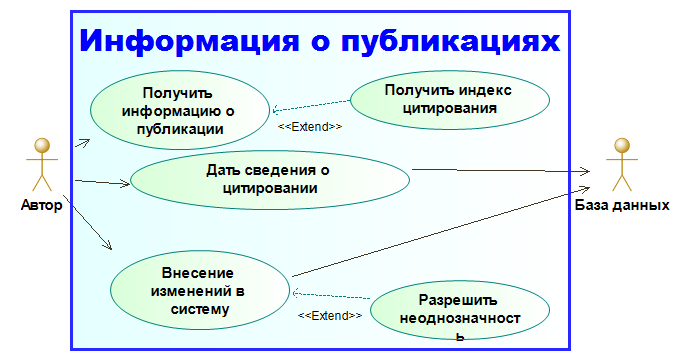 Информация о публикациях
Получить
информацию о
публикации
Получить индекс
цитирования
<<Extend>>
Дать сведения о
цитировании
Автор
База данных
Внесение
изменений в
систему
<<Extend>>
Разрешить
неоднозначност
ь